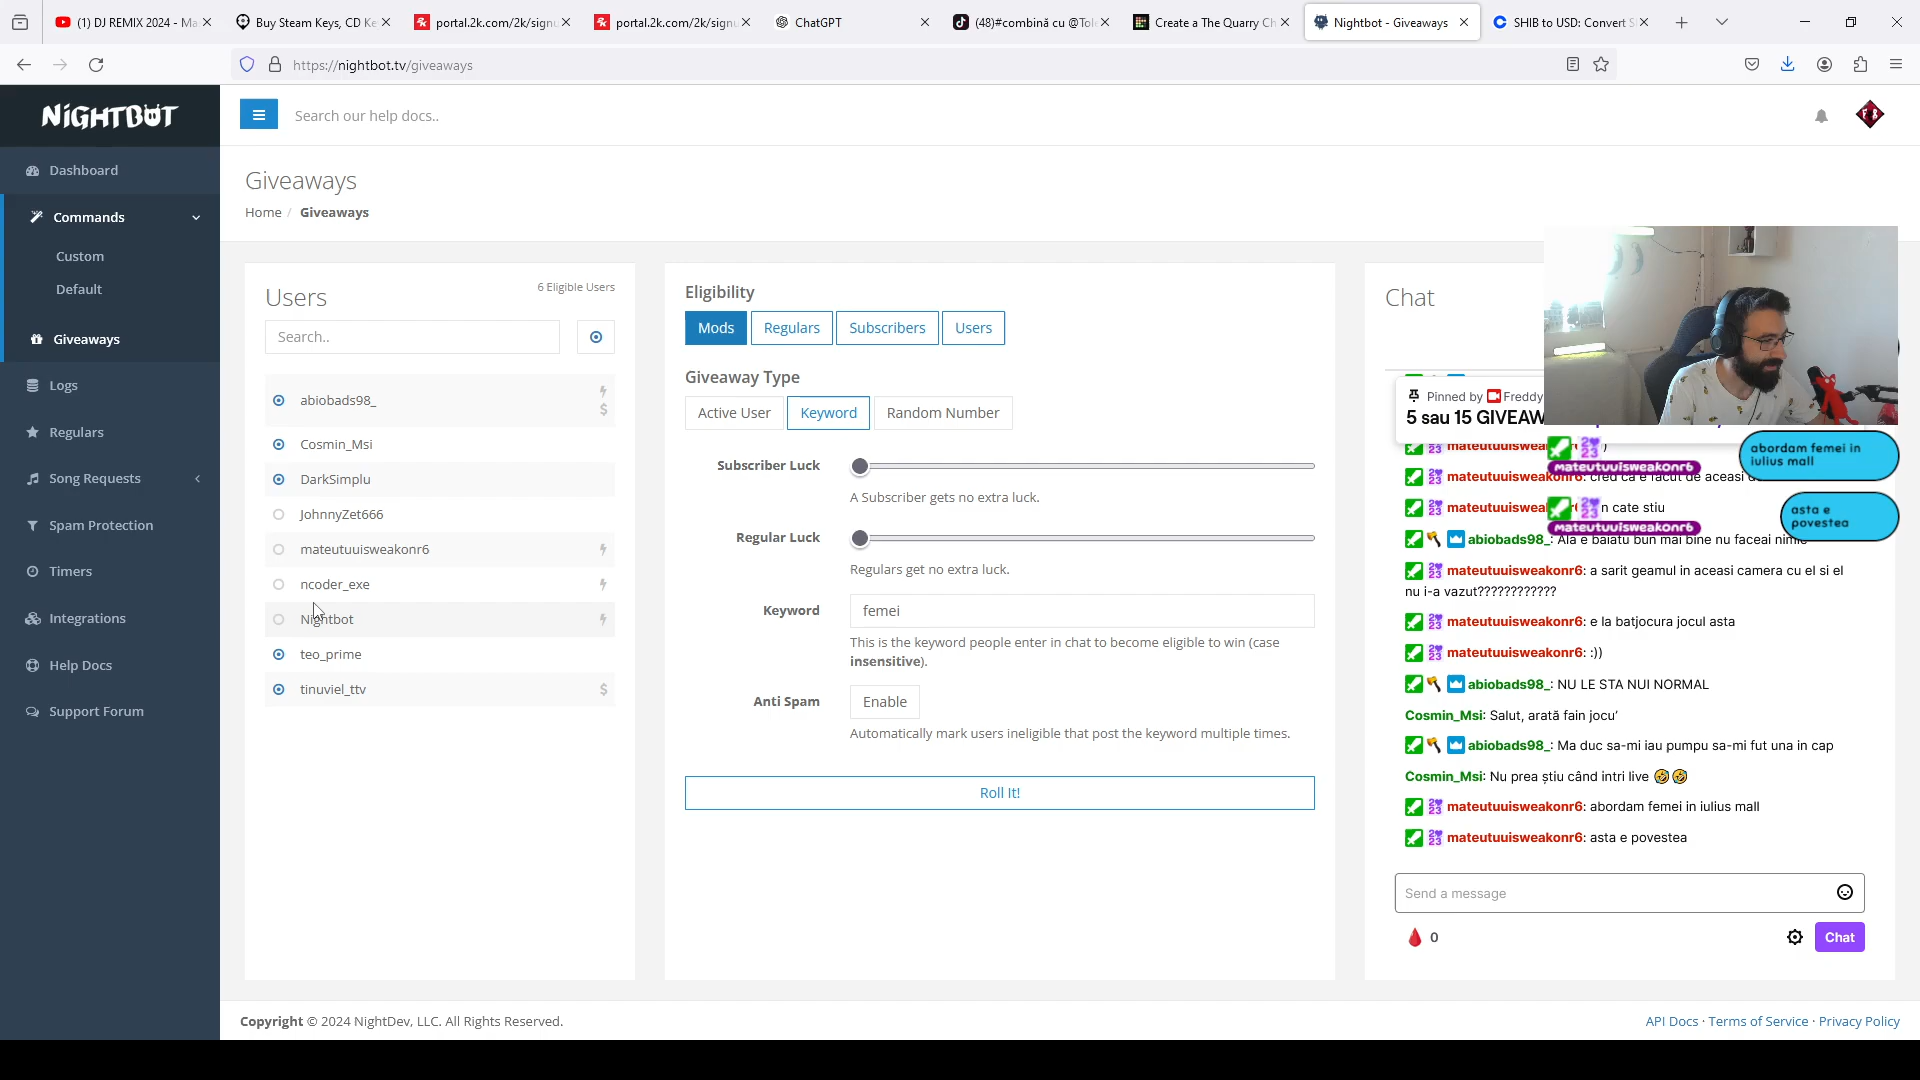 (1) DJ REMIX 2024 - Ma
Buy Steam Keys, CD Ke
portal.2k.com/2k/signu
portal.2k.com/2k/signu
ChatGPT
(48)#combină cu @Tol
Create a The Quarry Ch
Nightbot - Giveaways
SHIB to USD: Convert S
https://nightbot.tv/giveaways
NIGHTBOT
Search our help docs..
Dashboard
Commands
Custom
Default
Giveaways
Logs
Regulars
Song Requests
Spam Protection
Timers
Integrations
Help Docs
Support Forum
Giveaways
Home / Giveaways
Users
6 Eligible Users
Search..
abiobads98_
$
Cosmin_Msi
DarkSimplu
JohnnyZet666
mateutuuisweakonr6
ncoder_exe
Nightbot
teo_prime
tinuviel_ttv $
Eligibility
Mods Regulars Subscribers Users
Giveaway Type
Active User Keyword Random Number
Subscriber Luck
A Subscriber gets no extra luck.
Regular Luck
Regulars get no extra luck.
Keyword femei
This is the keyword people enter in chat to become eligible to win (case
insensitive).
Anti Spam Enable
Automatically mark users ineligible that post the keyword multiple times.
Roll It!
Chat
Pinned by Freddy
5 sau 15 GIVEAW
mateutuuisweakonr6
abordam femei in
iulius mall
mateutuuisweakonr6
asta e
povestea
n cate stiu
abiobads98_: Ala e baiatu bun mai bine nu faceai nimic
mateutuuisweakonr6: a sarit geamul in aceasi camera cu el si el
nu i-a vazut????????????
mateutuuisweakonr6: e la batjocura jocul asta
mateutuuisweakonr6: :))
abiobads98_: NU LE STA NUI NORMAL
Cosmin_Msi: Salut, arată fain jocu'
abiobads98_: Ma duc sa-mi iau pumpu sa-mi fut una in cap
Cosmin_Msi: Nu prea știu când intri live 🤣🤣
mateutuuisweakonr6: abordam femei in iulius mall
mateutuuisweakonr6: asta e povestea
Send a message
0
Chat
Copyright © 2024 NightDev, LLC. All Rights Reserved.
API Docs · Terms of Service · Privacy Policy